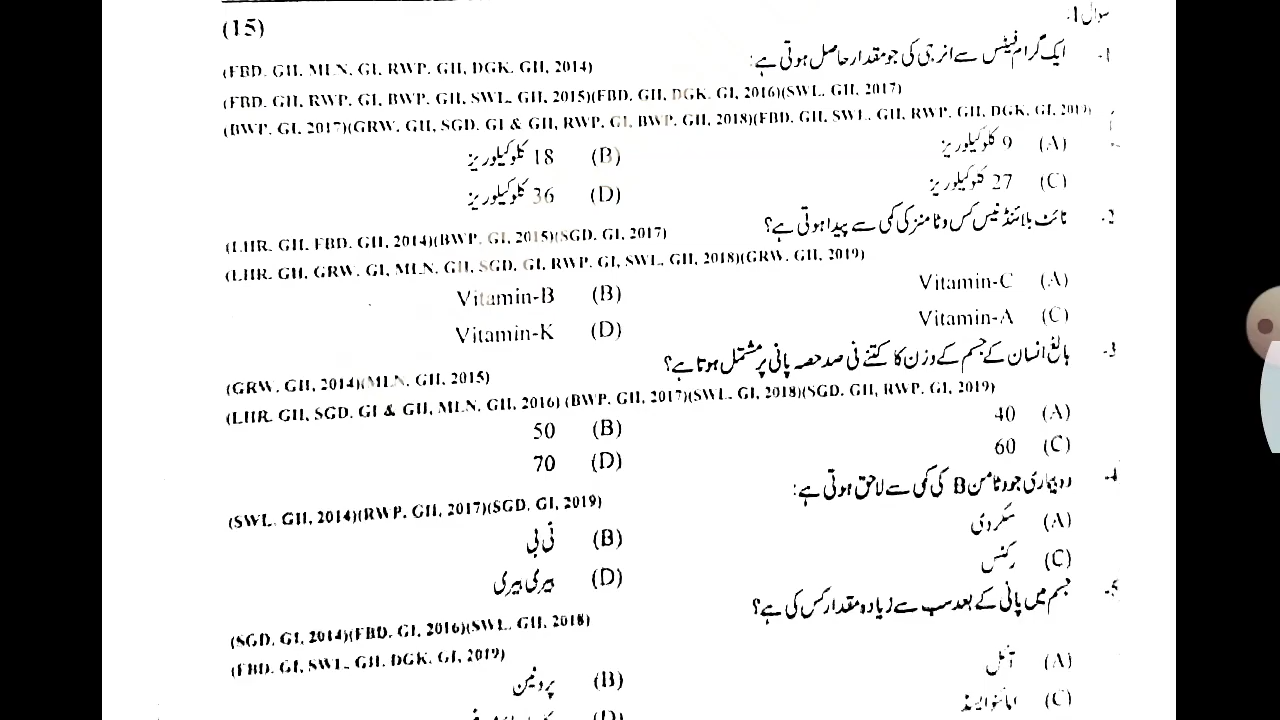 سوال 1-
(15)
1- ایک گرام فیٹس سے انرجی کی جو مقدار حاصل ہوتی ہے:
(FBD. GII, MLN. GI, RWP. GII, DGK. GII, 2014)
(FBD. GII, RWP. GI, BWP. GII, SWL. GII, 2015)(FBD. GII, DGK. GI, 2016)(SWL. GII, 2017)
(BWP. GI, 2017)(GRW. GII, SGD. GI & GII, RWP. GI, BWP. GII, 2018)(FBD. GII, SWL. GII, RWP. GII, DGK. GI, 2019)
(A) 9 کلوکیلوریز (B) 18 کلوکیلوریز
(C) 27 کلوکیلوریز (D) 36 کلوکیلوریز
2- نائٹ بلائنڈنیس کس وٹامنز کی کمی سے پیدا ہوتی ہے؟
(LHR. GII, FBD. GII, 2014)(BWP. GI, 2015)(SGD. GI, 2017)
(LHR. GII, GRW. GI, MLN. GII, SGD. GI, RWP. GI, SWL. GII, 2018)(GRW. GII, 2019)
(A) Vitamin-C (B) Vitamin-B
(C) Vitamin-A (D) Vitamin-K
3- بالغ انسان کے جسم کے وزن کا کتنے فی صد حصہ پانی پر مشتمل ہوتا ہے؟
(GRW. GII, 2014)(MLN. GII, 2015)
(LHR. GII, SGD. GI & GII, MLN. GII, 2016) (BWP. GII, 2017)(SWL. GI, 2018)(SGD. GII, RWP. GI, 2019)
(A) 40 (B) 50
(C) 60 (D) 70
4- وہ بیماری جو وٹامن B کی کمی سے لاحق ہوتی ہے:
(SWL. GII, 2014)(RWP. GII, 2017)(SGD. GI, 2019)
(A) سکروی (B) ٹی بی
(C) رکٹس (D) بیری بیری
5- جسم میں پانی کے بعد سب سے زیادہ مقدار کس کی ہے؟
(SGD. GI, 2014)(FBD. GI, 2016)(SWL. GII, 2018)
(FBD. GI, SWL. GII, DGK. GI, 2019)
(A) آئل (B) پروٹین
(C) امائنو ایسڈ (D)